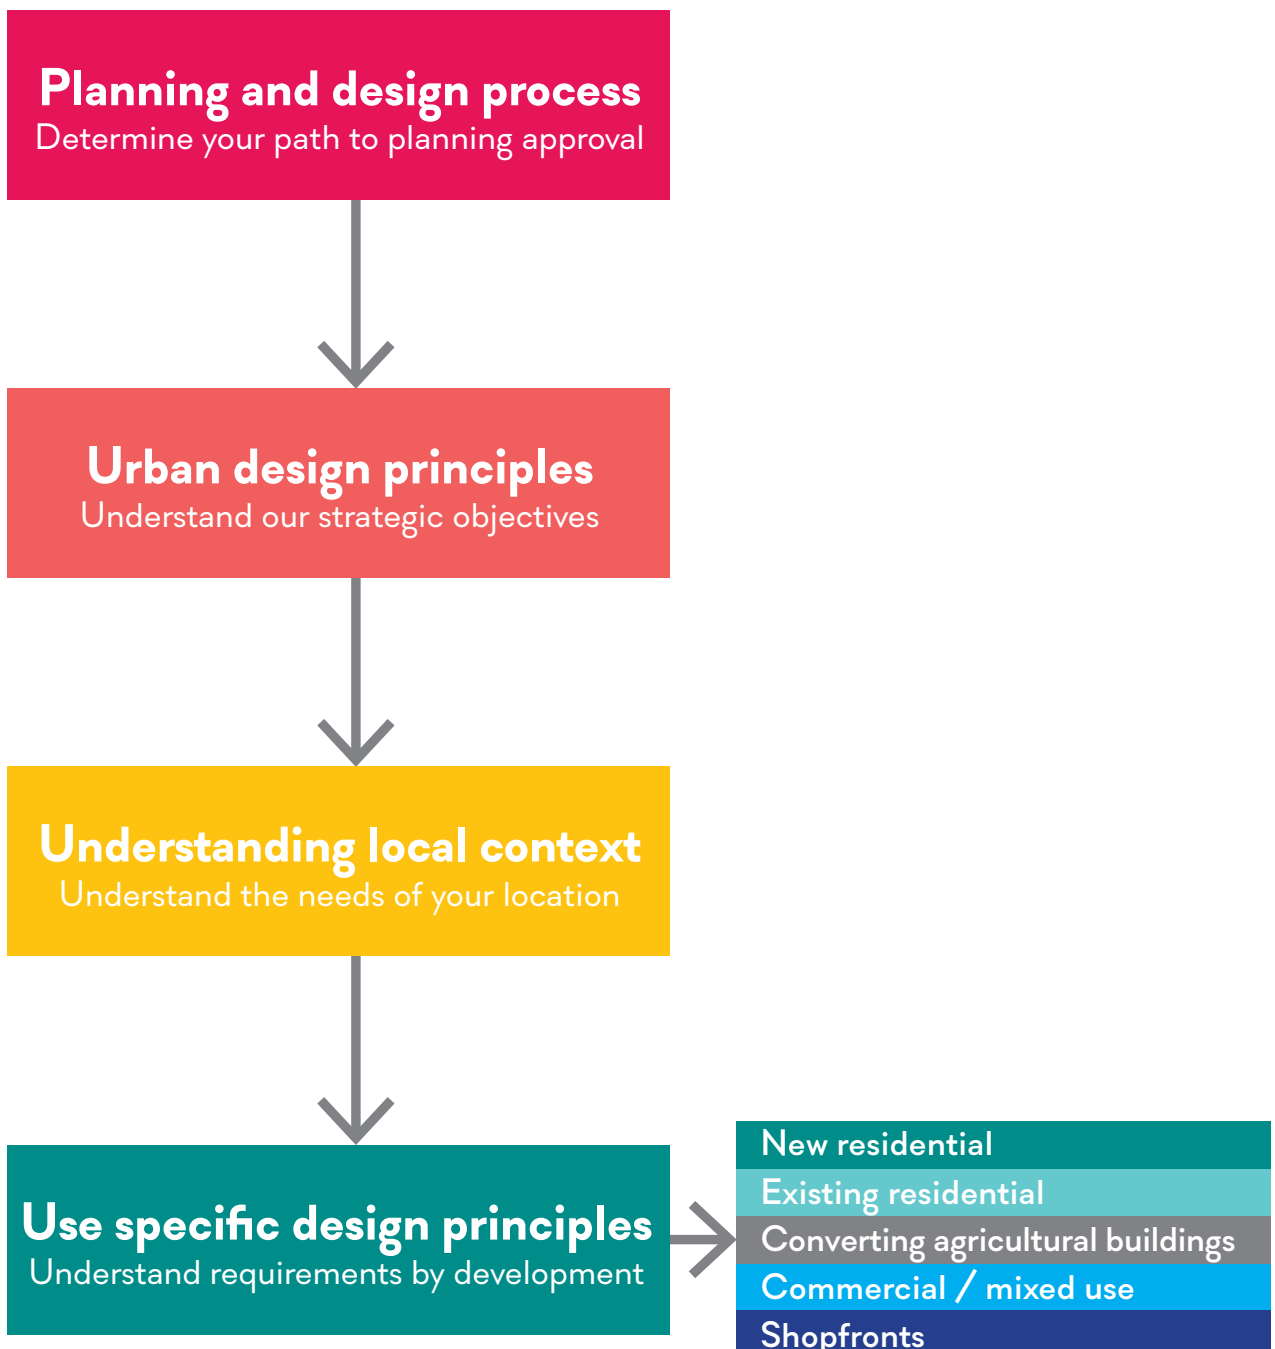 Planning and design process
Determine your path to planning approval
Urban design principles
Understand our strategic objectives
Understanding local context
Understand the needs of your location
Use specific design principles
Understand requirements by development
New residential
Existing residential
Converting agricultural buildings
Commercial / mixed use
Shopfronts